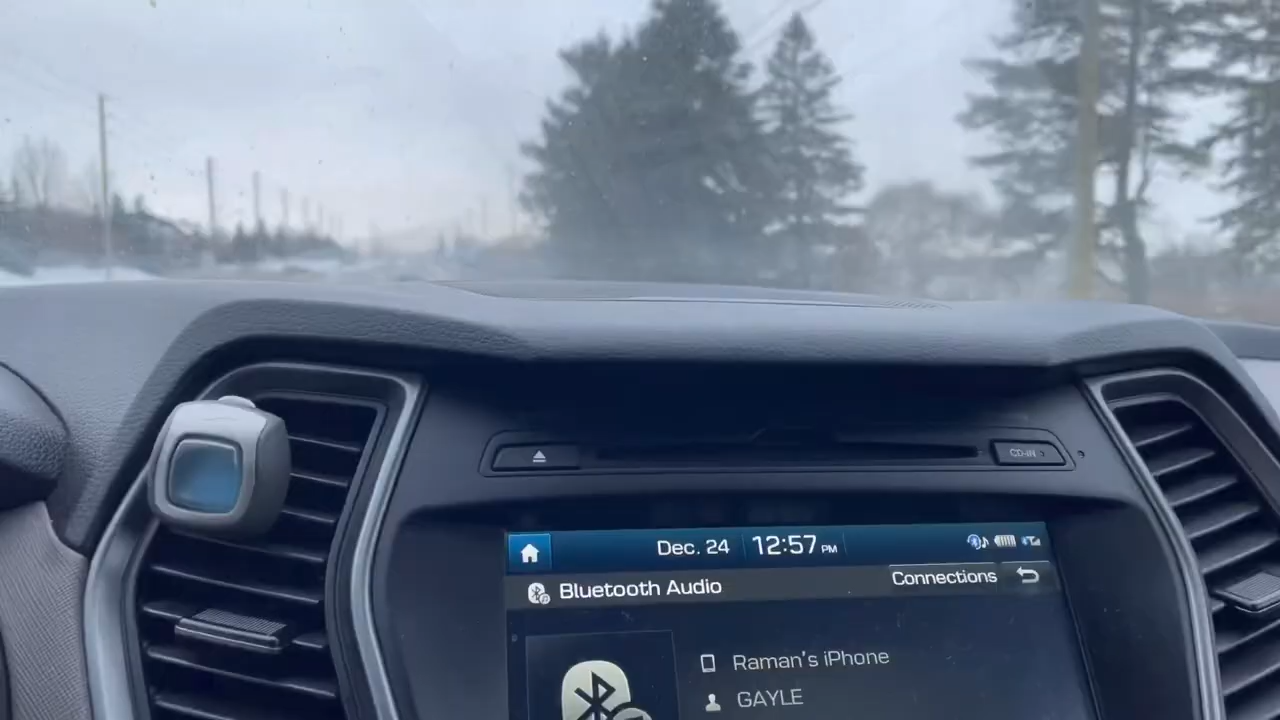 CD-IN
Dec. 24 12:57 PM
Bluetooth Audio Connections
Raman's iPhone
GAYLE